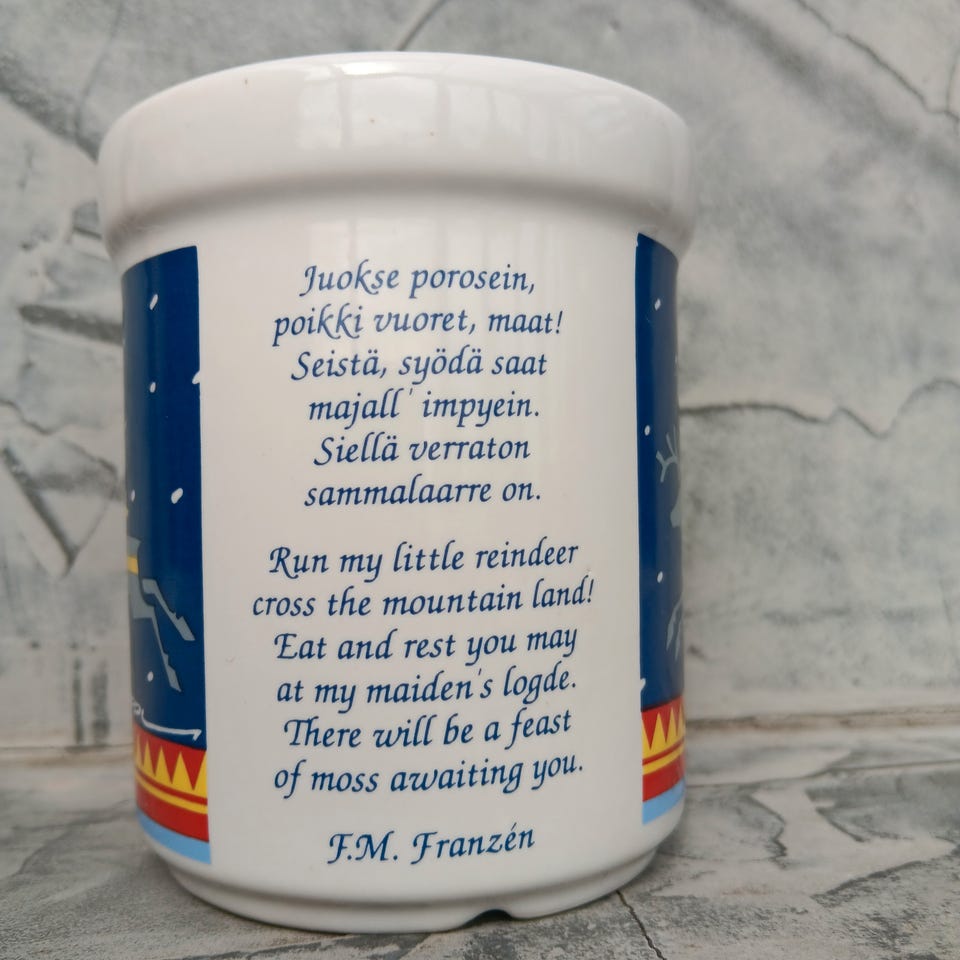 Juokse porosein,
poikki vuoret, maat!
Seistä, syödä saat
majall' impyein.
Siellä verraton
sammalaarre on.
Run my little reindeer
cross the mountain land!
Eat and rest you may
at my maiden's logde.
There will be a feast
of moss awaiting you.
F.M. Franzén